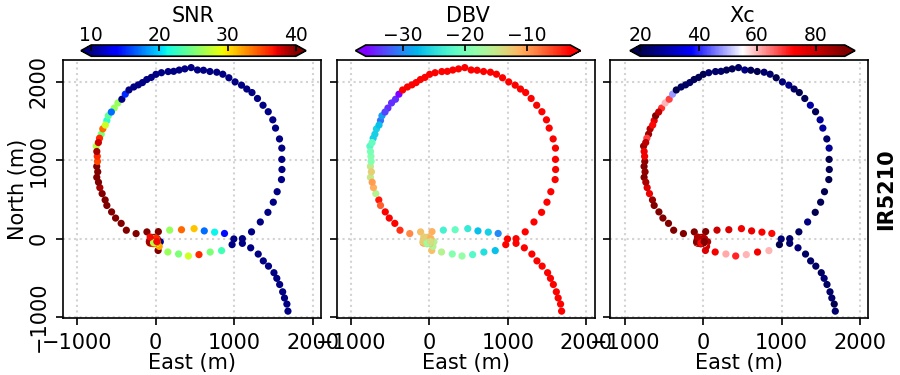 SNR DBV Xc
10 20 30 40 −30 −20 −10 20 40 60 80
2000
1000
0
−1000
North (m)
−1000 0 1000 2000 −1000 0 1000 2000 −1000 0 1000 2000
East (m) East (m) East (m)
IR5210